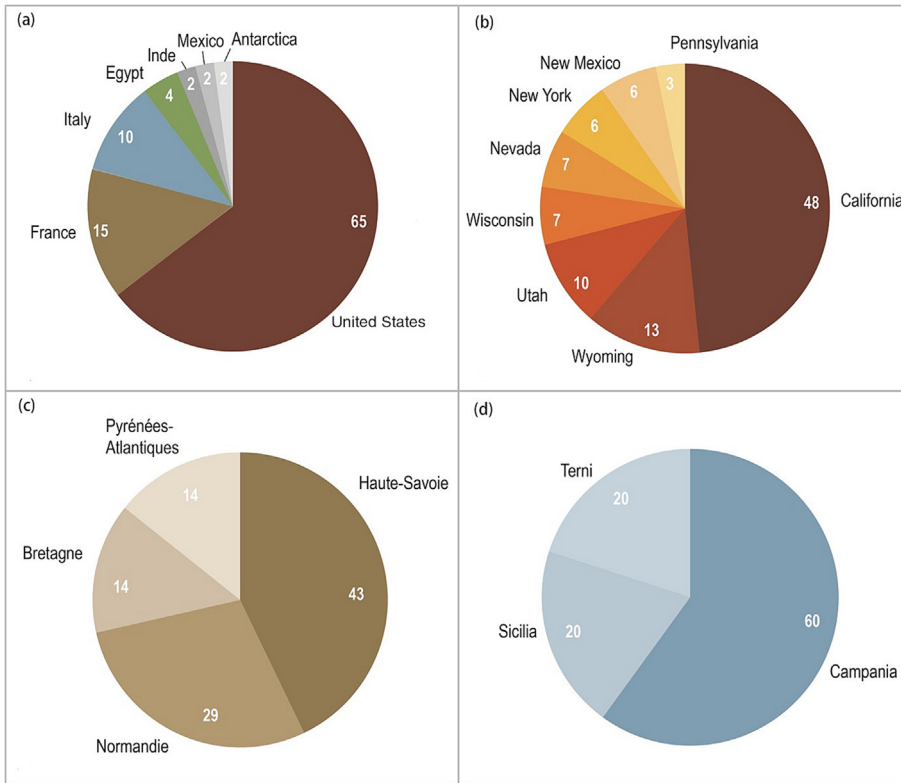 (a)
Mexico
Antarctica
Inde
Egypt
2
2
2
4
Italy
10
65
France
15
United States
(b)
Pennsylvania
New Mexico
6
3
New York
6
Nevada
7
48
California
Wisconsin
7
Utah
10
13
Wyoming
(c)
Pyrénées-
Atlantiques
14
Haute-Savoie
Bretagne
14
43
29
Normandie
(d)
Terni
20
Sicilia
20
60
Campania